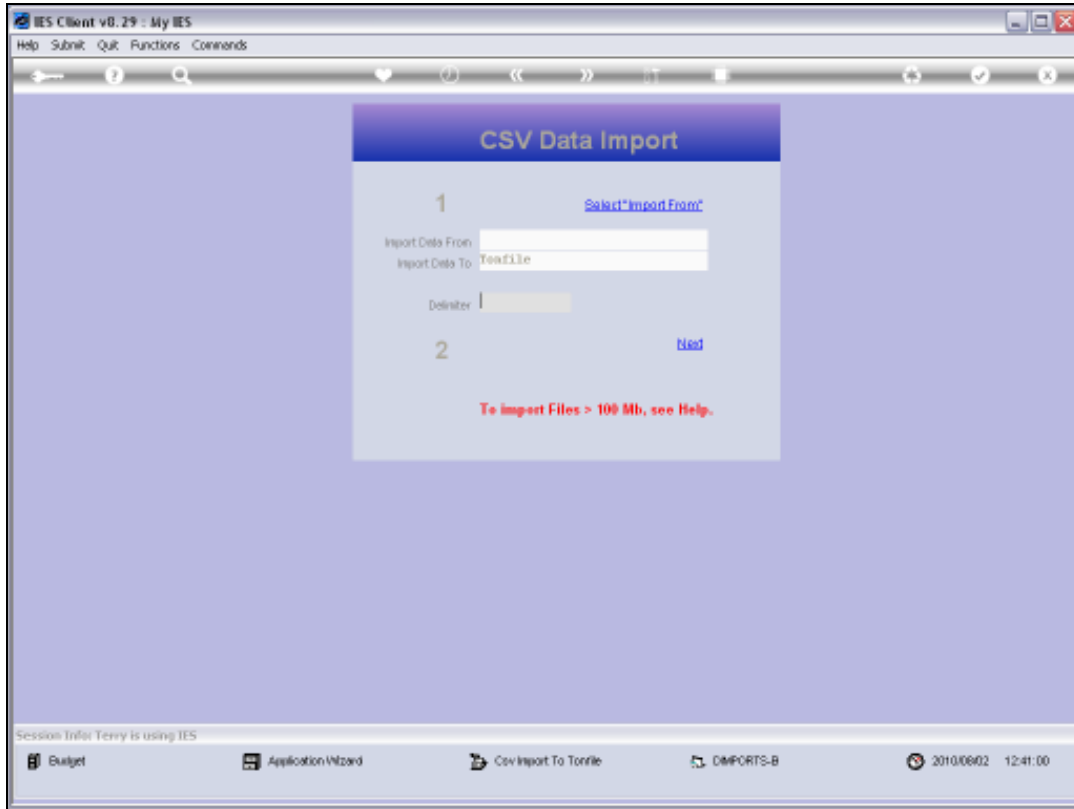 IES Client v8.29 : My IES
Help Submit Quit Functions Commands
CSV Data Import
1
Select "Import From"
Import Data From
Import Data To Tonfile
Delimiter
2
Next
To import Files > 100 Mb, see Help.
Session Info: Terry is using IES
Budget Application Wizard Csv Import To Tonfile DIMPORTS-B 2010/08/02 12:41:00